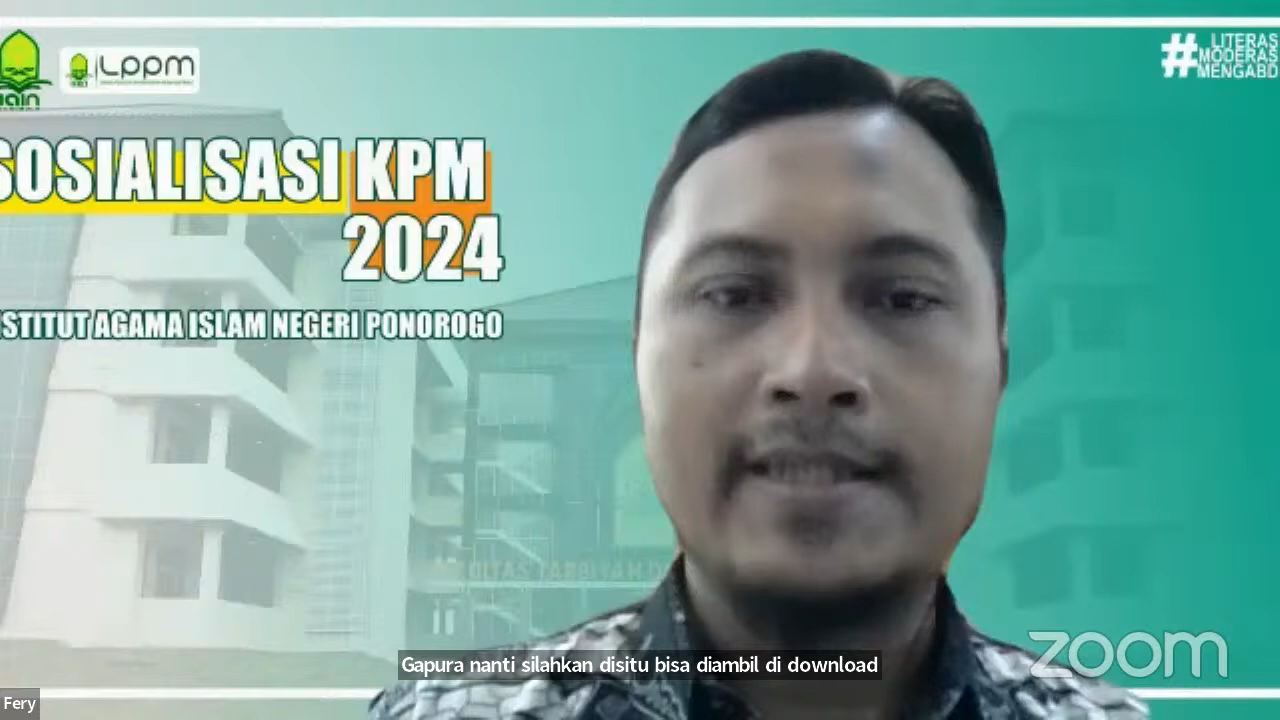 iain
LPPM
#LITERAS
MODERAS
MENGABD
SOSIALISASI KPM
2024
STITUT AGAMA ISLAM NEGERI PONOROGO
zoom
Gapura nanti silahkan disitu bisa diambil di download
Fery